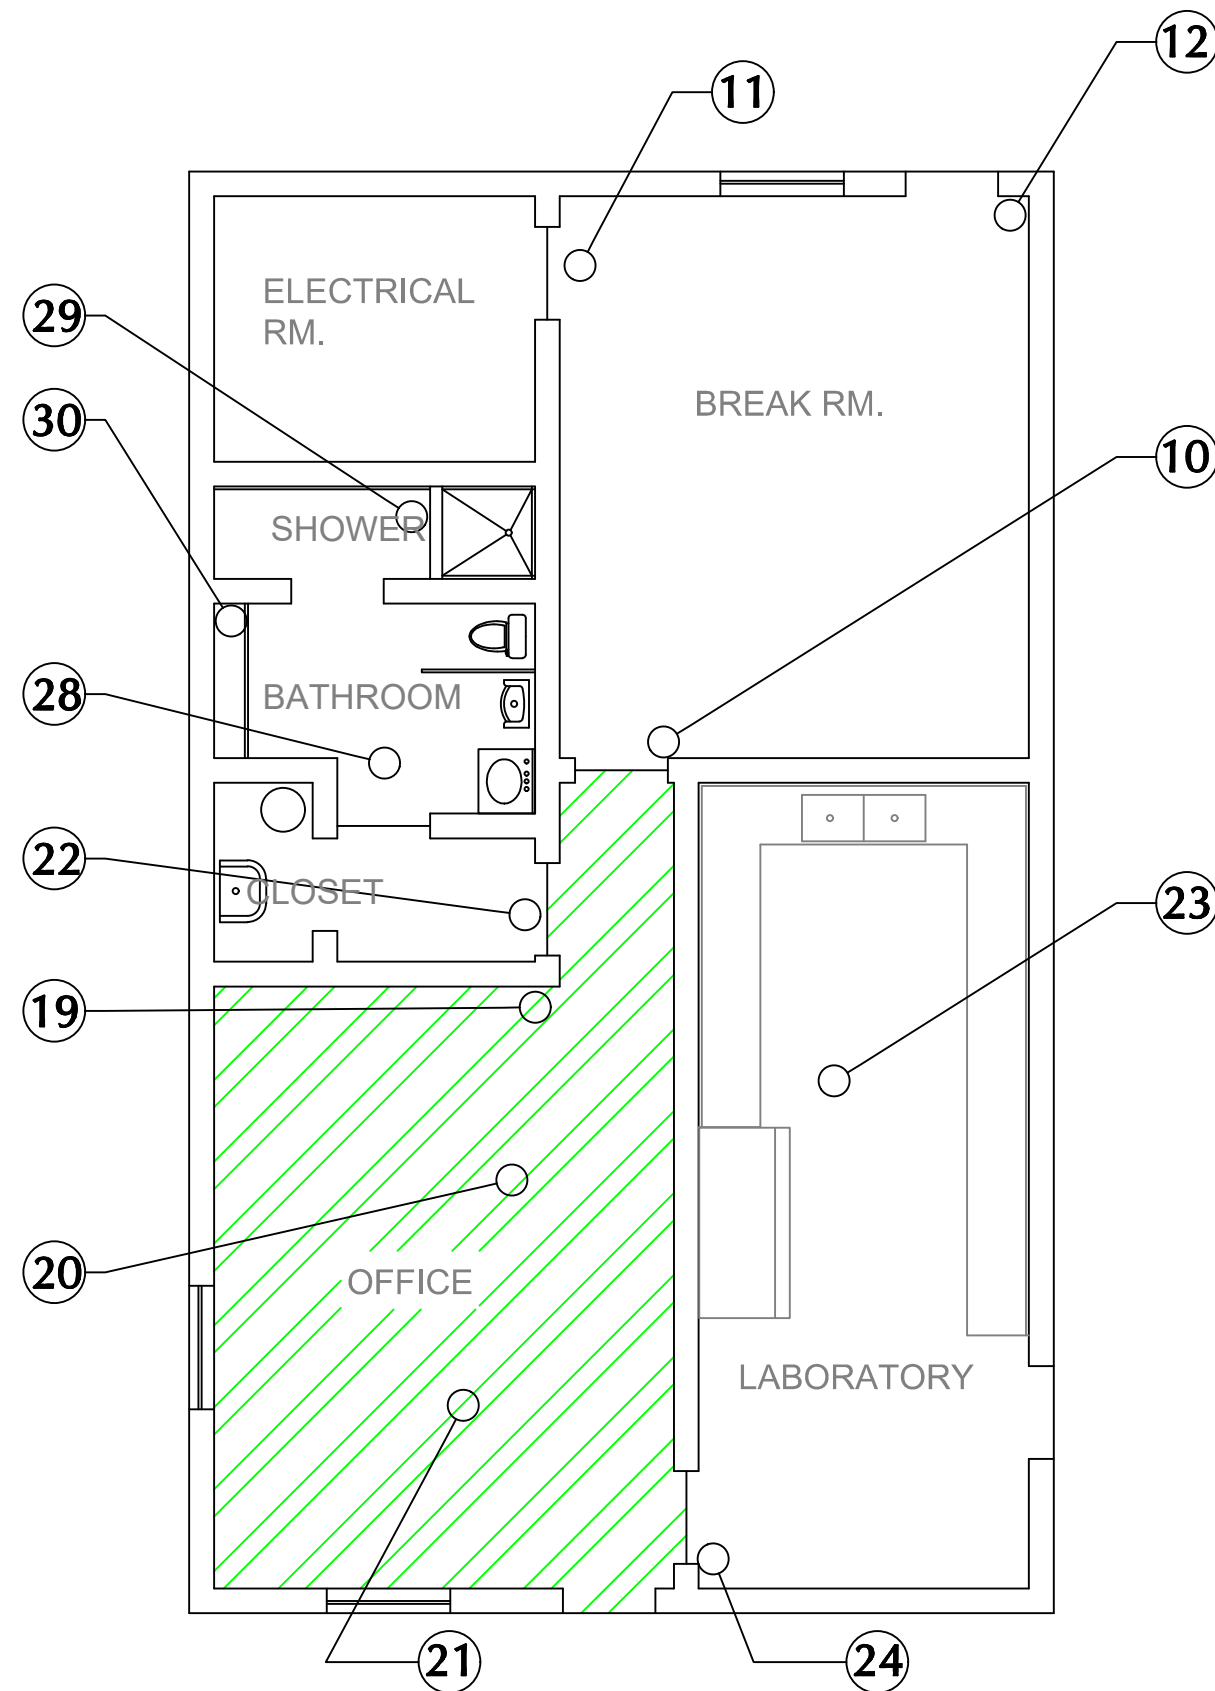 12
11
ELECTRICAL
RM.
29
BREAK RM.
30
10
SHOWER
28
BATHROOM
22
CLOSET
23
19
20
OFFICE
LABORATORY
21
24